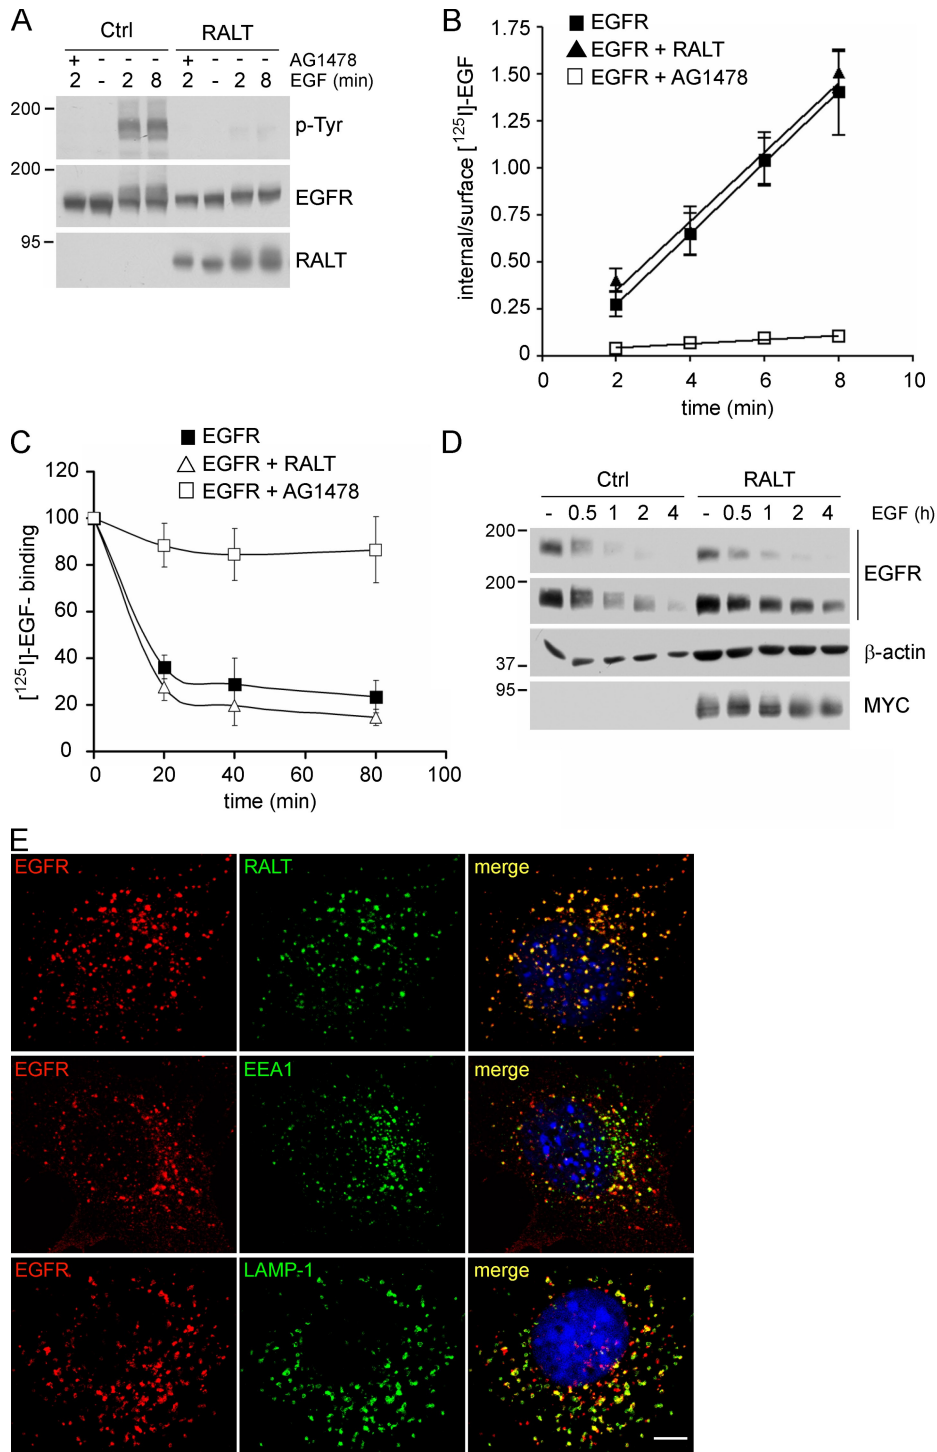 A
Ctrl RALT
+ - - - + - - - AG1478
2 - 2 8 2 - 2 8 EGF (min)
200
p-Tyr
200
EGFR
95
RALT
B
EGFR
EGFR + RALT
EGFR + AG1478
internal/surface [125I]-EGF
1.75
1.50
1.25
1.00
0.75
0.50
0.25
0
0 2 4 6 8 10
time (min)
C
EGFR
EGFR + RALT
EGFR + AG1478
[125I]-EGF- binding
120
100
80
60
40
20
0
0 20 40 60 80 100
time (min)
D
Ctrl RALT
- 0.5 1 2 4 - 0.5 1 2 4 EGF (h)
200
200
EGFR
37
β-actin
95
MYC
E
EGFR RALT merge
EGFR EEA1 merge
EGFR LAMP-1 merge